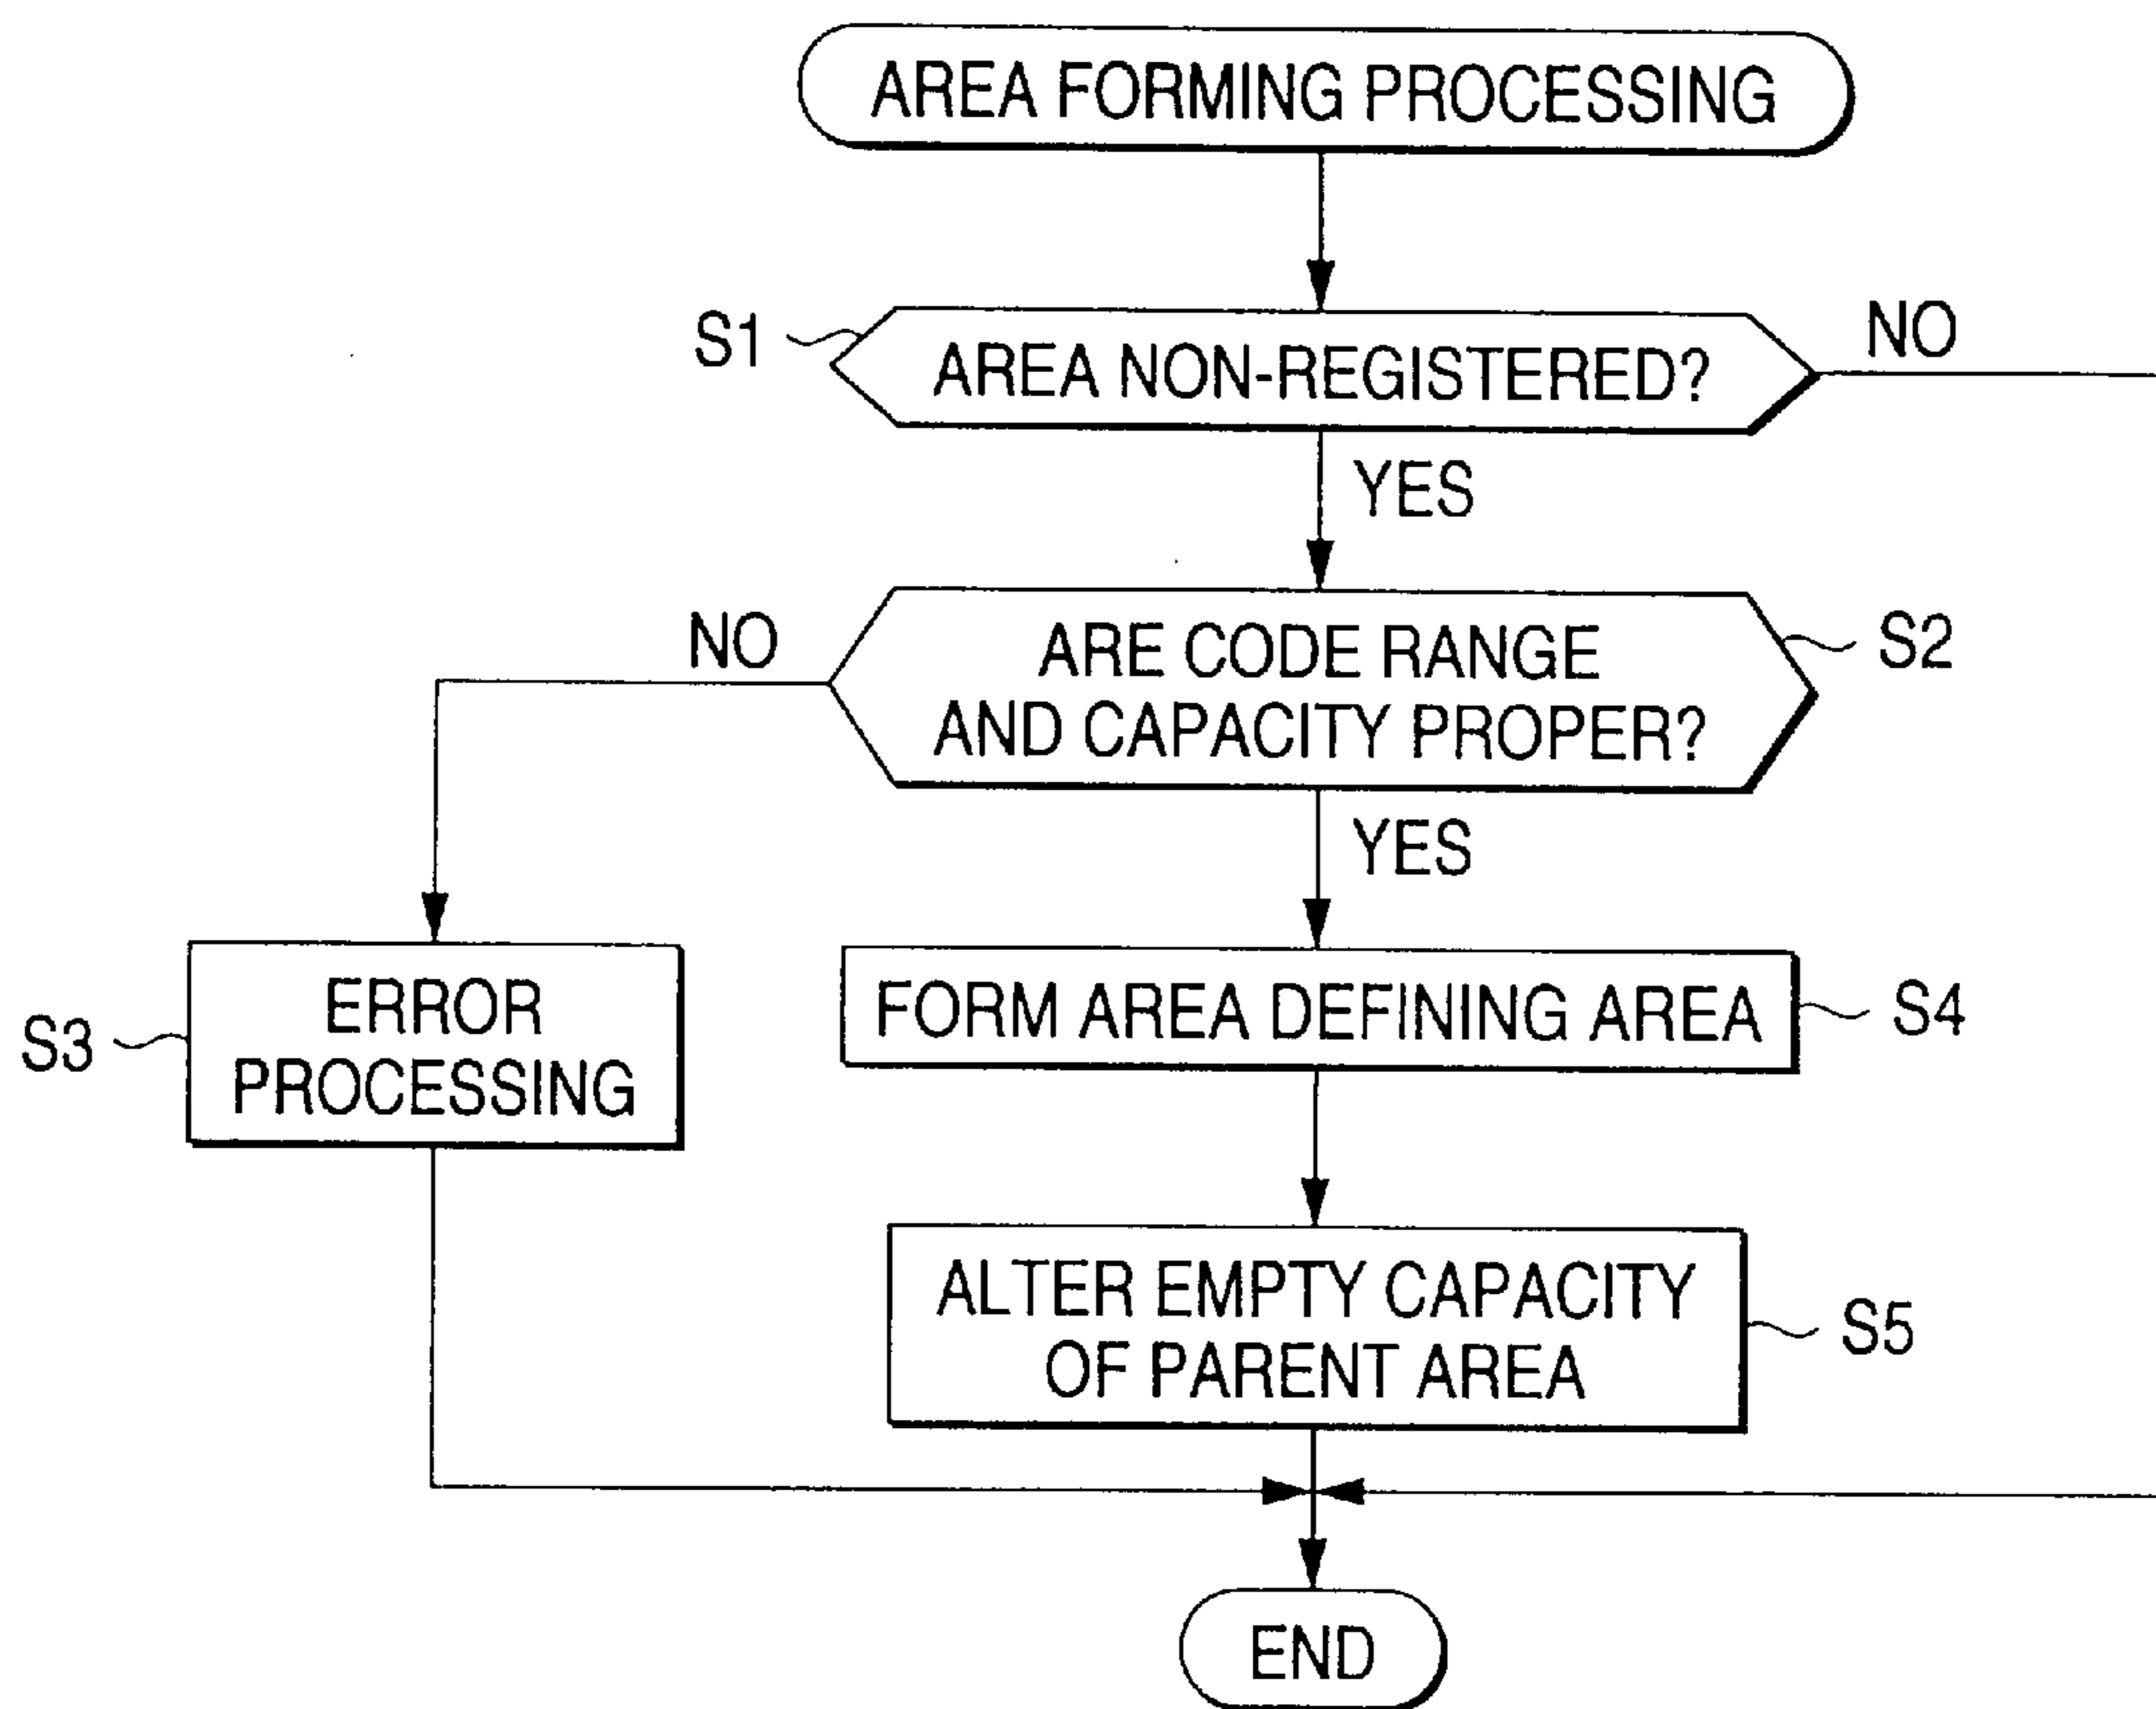 AREA FORMING PROCESSING
S1
AREA NON-REGISTERED?
NO
YES
NO
ARE CODE RANGE
AND CAPACITY PROPER?
S2
YES
S3
ERROR
PROCESSING
FORM AREA DEFINING AREA
S4
ALTER EMPTY CAPACITY
OF PARENT AREA
S5
END